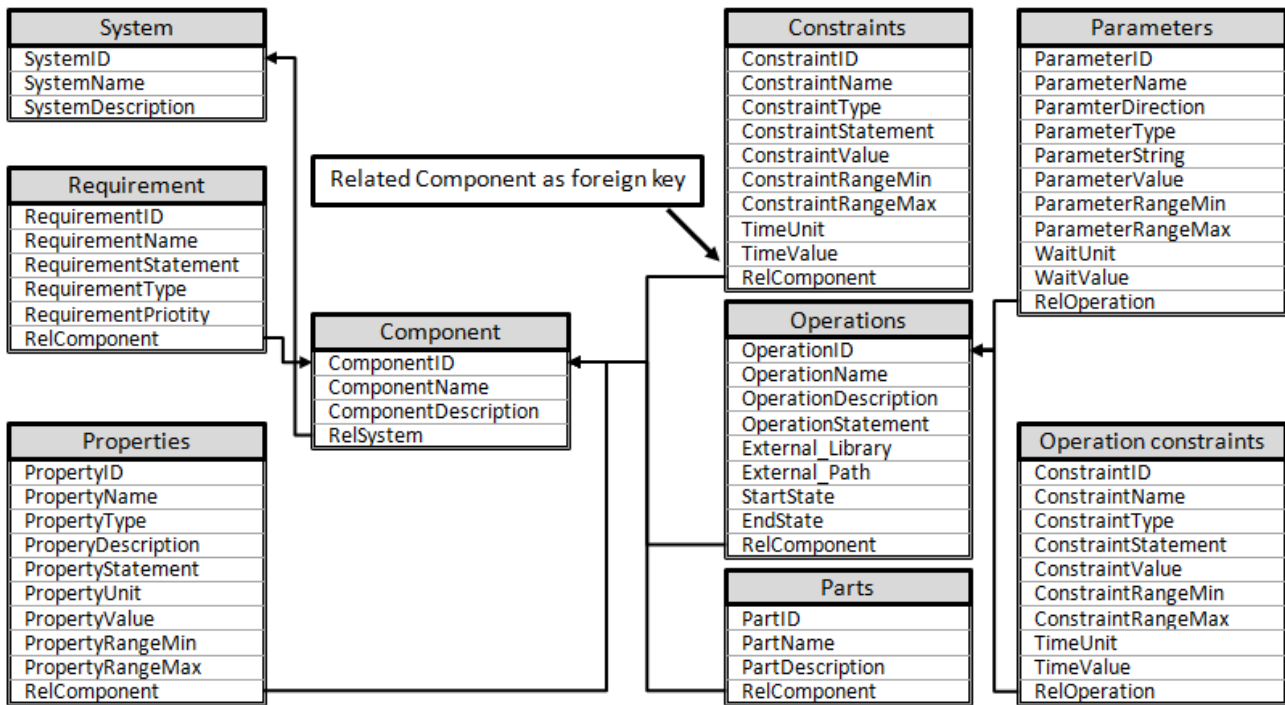 System
SystemID
SystemName
SystemDescription
Requirement
RequirementID
RequirementName
RequirementStatement
RequirementType
RequirementPriotity
RelComponent
Properties
PropertyID
PropertyName
PropertyType
ProperyDescription
PropertyStatement
PropertyUnit
PropertyValue
PropertyRangeMin
PropertyRangeMax
RelComponent
Related Component as foreign key
Component
ComponentID
ComponentName
ComponentDescription
RelSystem
Constraints
ConstraintID
ConstraintName
ConstraintType
ConstraintStatement
ConstraintValue
ConstraintRangeMin
ConstraintRangeMax
TimeUnit
TimeValue
RelComponent
Operations
OperationID
OperationName
OperationDescription
OperationStatement
External_Library
External_Path
StartState
EndState
RelComponent
Parts
PartID
PartName
PartDescription
RelComponent
Parameters
ParameterID
ParameterName
ParamterDirection
ParameterType
ParameterString
ParameterValue
ParameterRangeMin
ParameterRangeMax
WaitUnit
WaitValue
RelOperation
Operation constraints
ConstraintID
ConstraintName
ConstraintType
ConstraintStatement
ConstraintValue
ConstraintRangeMin
ConstraintRangeMax
TimeUnit
TimeValue
RelOperation